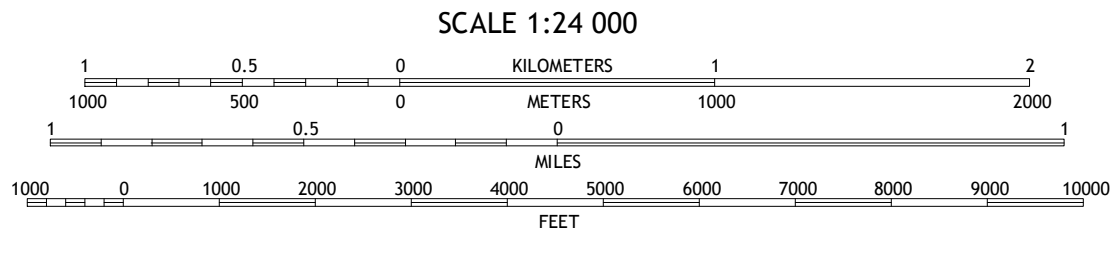 SCALE 1:24 000
1 0.5 0 KILOMETERS 1 2
1000 500 0 METERS 1000 2000
1 0.5 0 1
MILES
1000 0 1000 2000 3000 4000 5000 6000 7000 8000 9000 10000
FEET